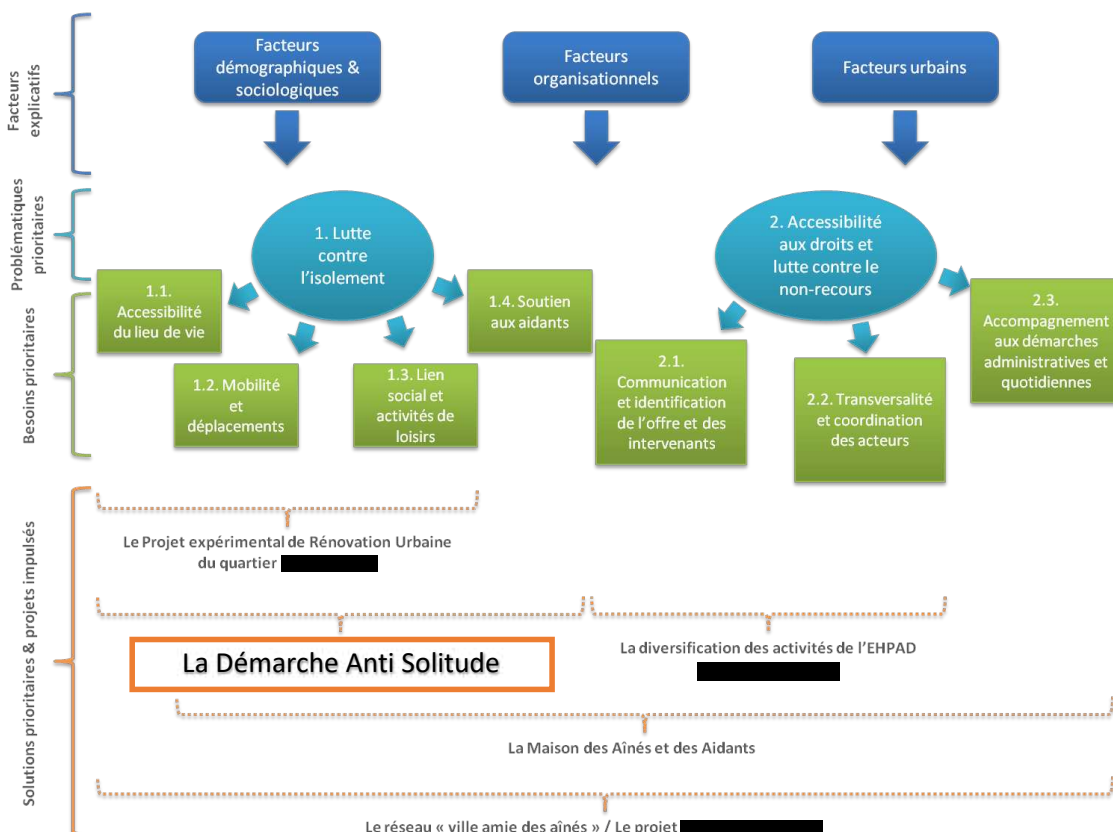 Facteurs explicatifs
Facteurs
démographiques &
sociologiques
Facteurs
organisationnels
Facteurs urbains
Problématiques
prioritaires
1. Lutte
contre
l'isolement
2. Accessibilité
aux droits et
lutte contre le
non-recours
Besoins prioritaires
1.1.
Accessibilité
du lieu de vie
1.2. Mobilité
et
déplacements
1.3. Lien
social et
activités de
loisirs
1.4. Soutien
aux aidants
2.1.
Communication
et identification
de l'offre et des
intervenants
2.2. Transversalité
et coordination
des acteurs
2.3.
Accompagnement
aux démarches
administratives et
quotidiennes
Solutions prioritaires & projets impulsés
Le Projet expérimental de Rénovation Urbaine
du quartier
La Démarche Anti Solitude
La diversification des activités de l'EHPAD
La Maison des Aînés et des Aidants
Le réseau « ville amie des aînés » / Le projet